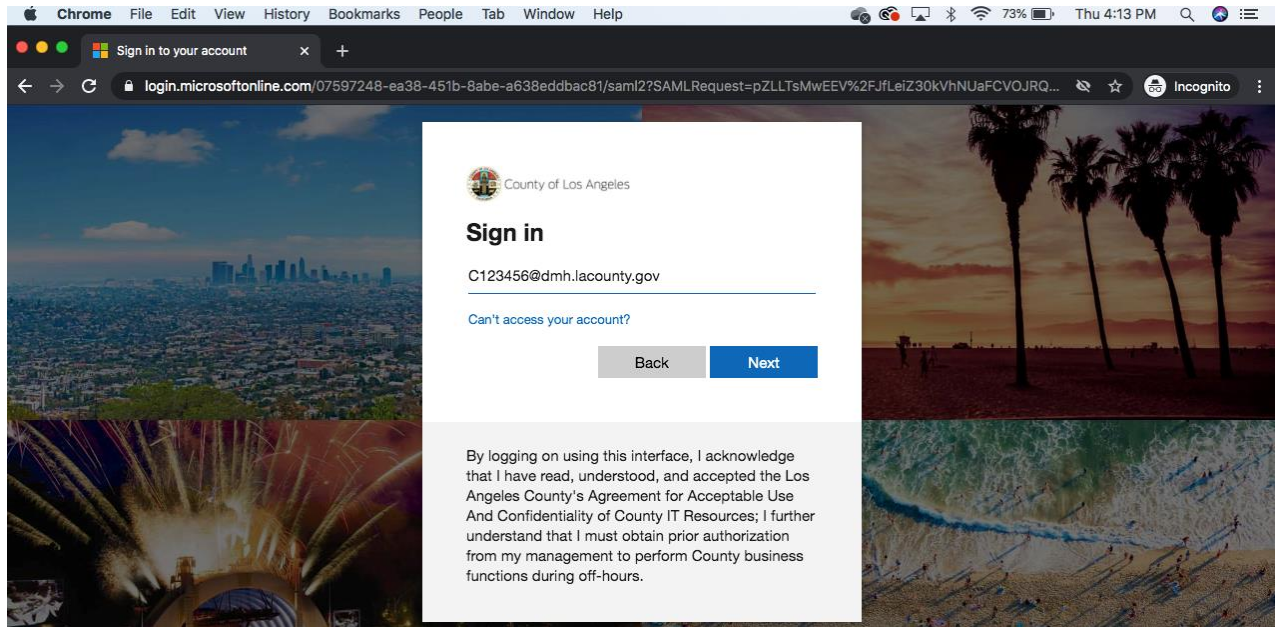 Chrome File Edit View History Bookmarks People Tab Window Help 73% Thu 4:13 PM
Sign in to your account
login.microsoftonline.com/07597248-ea38-451b-8abe-a638eddbac81/saml2?SAMLRequest=pZLLTsMwEEV%2FJfLeiZ30kVhNUaFCVOJRQ... Incognito
County of Los Angeles
Sign in
C123456@dmh.lacounty.gov
Can't access your account?
Back Next
By logging on using this interface, I acknowledge
that I have read, understood, and accepted the Los
Angeles County's Agreement for Acceptable Use
And Confidentiality of County IT Resources; I further
understand that I must obtain prior authorization
from my management to perform County business
functions during off-hours.